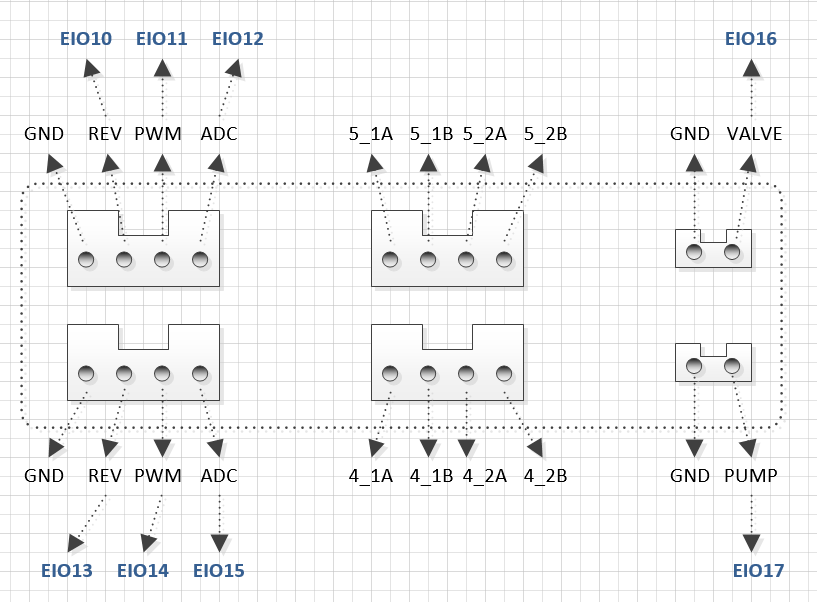 EIO10 EIO11 EIO12 EIO16
GND REV PWM ADC 5_1A 5_1B 5_2A 5_2B GND VALVE
GND REV PWM ADC 4_1A 4_1B 4_2A 4_2B GND PUMP
EIO13 EIO14 EIO15 EIO17